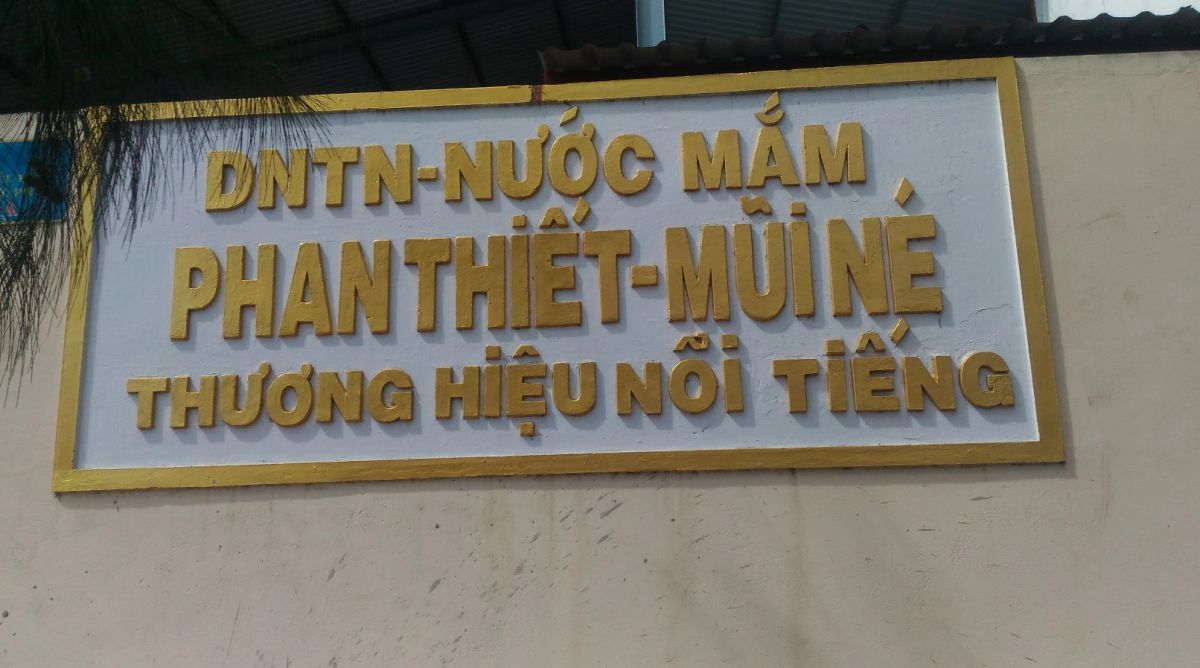 DNTN-NƯỚC MẮM
PHAN THIẾT-MŨI NÉ
THƯƠNG HIỆU NỔI TIẾNG